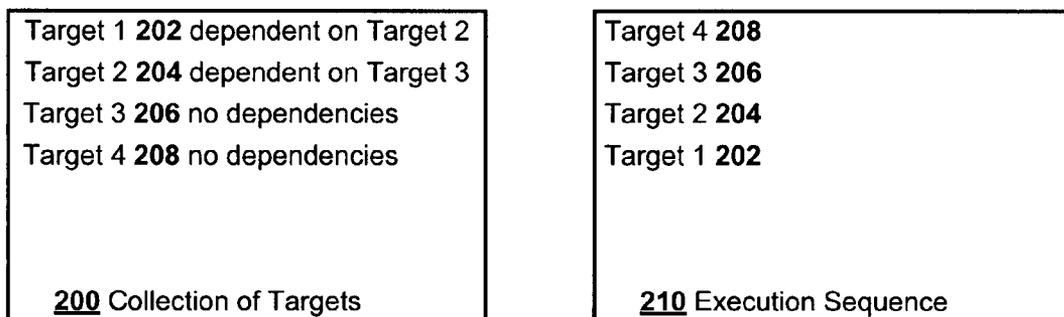 Target 1 202 dependent on Target 2
Target 2 204 dependent on Target 3
Target 3 206 no dependencies
Target 4 208 no dependencies
200 Collection of Targets
Target 4 208
Target 3 206
Target 2 204
Target 1 202
210 Execution Sequence